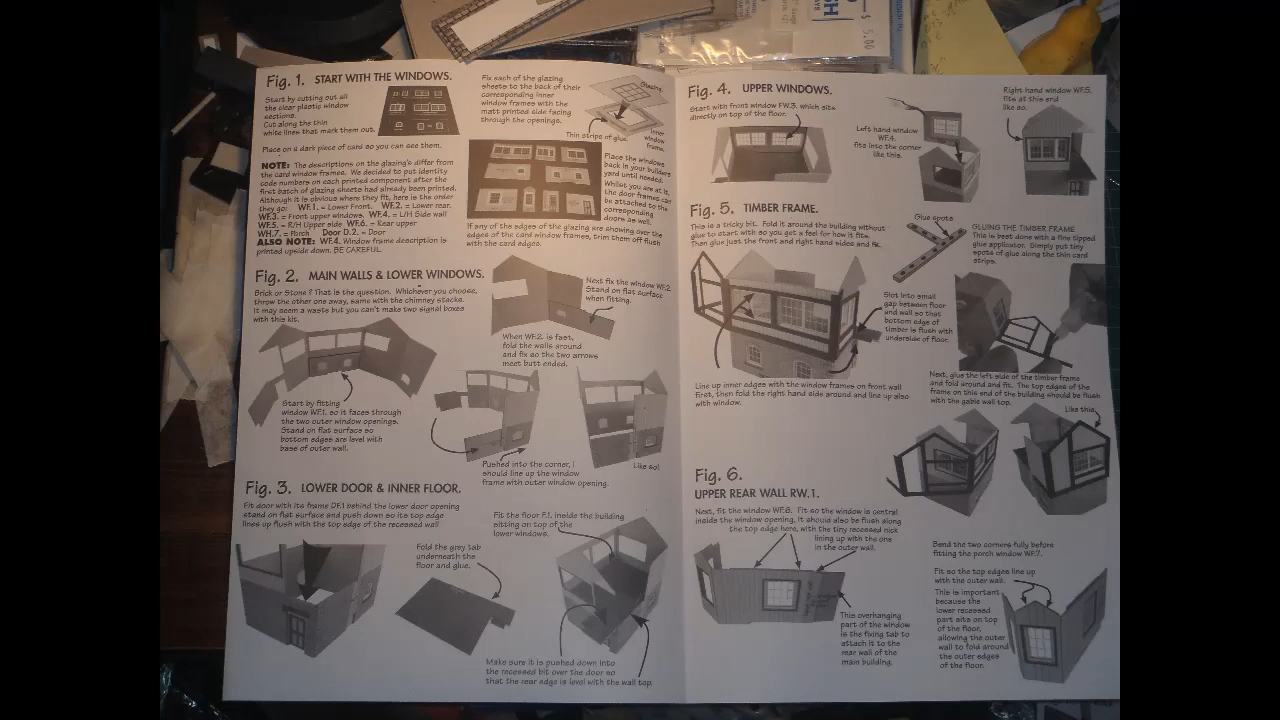 Fig. 1. START WITH THE WINDOWS.
Start by cutting out all
the clear plastic window
sections.
Cut along the thin
white lines that mark them out.
Place on a dark piece of card so you can see them.
NOTE: The descriptions on the glazing's differ from
the card window frames. We decided to put identity
code numbers on each printed component after the
first batch of glazing sheets had already been printed.
Although it is obvious where they fit, here is the order
they go: WF.1. = Lower Front. WF.2. = Lower rear.
WF.3. = Front upper windows. WF.4. = L/H Side wall
WF.5. = R/H Upper side WF.6. = Rear upper
WH.7. = Porch Door D.2. = Door
ALSO NOTE: WF.4. Window frame description is
printed upside down. BE CAREFUL.
Fix each of the glazing
sheets to the back of their
corresponding inner
window frames with the
matt printed side facing
through the openings.
Glazing.
Thin strips of glue.
Inner
window
frame.
Place the windows
back in your builders
yard until needed.
Whilst you are at it,
the door frames can
be attached to the
corresponding
doors as well.
If any of the edges of the glazing are showing over the
edges of the card window frames, trim them off flush
with the card edges.
Fig. 2. MAIN WALLS & LOWER WINDOWS.
Brick or Stone? That is the question. Whichever you choose,
throw the other one away, same with the chimney stacks.
It may seem a waste but you can't make two signal boxes
with this kit.
Next fix the window WF.2
Stand on flat surface
when fitting.
When WF.2. is fast,
fold the walls around
and fix so the two arrows
meet butt ended.
Start by fitting
window WF.1. so it faces through
the two outer window openings.
Stand on flat surface so
bottom edges are level with
base of outer wall.
Pushed into the corner, it
should line up the window
frame with outer window opening.
Like so!
Fig. 3. LOWER DOOR & INNER FLOOR.
Fit door with its frame DF.1 behind the lower door opening
stand on flat surface and push down so its top edge
lines up flush with the top edge of the recessed wall
Fold the grey tab
underneath the
floor and glue.
Fit the floor F.1. inside the building
sitting on top of the
lower windows.
Make sure it is pushed down into
the recessed bit over the door so
that the rear edge is level with the wall top.
Fig. 4. UPPER WINDOWS.
Start with front window FW.3. which sits
directly on top of the floor.
Left hand window
WF.4.
fits into the corner
like this.
Right hand window WF.5.
fits at this end
like so.
Fig. 5. TIMBER FRAME.
This is a tricky bit. Fold it around the building without
glue to start with so you get a feel for how it fits.
Then glue just the front and right hand sides and fix.
Glue spots
GLUING THE TIMBER FRAME
This is best done with a fine tipped
glue applicator. Simply put tiny
spots of glue along the thin card
strips.
Slot into small
gap between floor
and wall so that
bottom edge of
timber is flush with
underside of floor.
Line up inner edges with the window frames on front wall
first, then fold the right hand side around and line up also
with window.
Next, glue the left side of the timber frame
and fold around and fit. The top edges of the
frame on this end of the building should be flush
with the gable wall top.
Like this.
Fig. 6.
UPPER REAR WALL RW.1.
Next, fit the window WF.6. Fit so the window is central
inside the window opening, it should also be flush along
the top edge here, with the tiny recessed nick
lining up with the one
in the outer wall.
This overhanging
part of the window
is the fixing tab to
attach it to the
rear wall of the
main building.
Bend the two corners fully before
fitting the porch window WF.7.
Fit so the top edges line up
with the outer wall.
This is important
because the
lower recessed
part sits on top
of the floor,
allowing the outer
wall to fold around
the outer edges
of the floor.